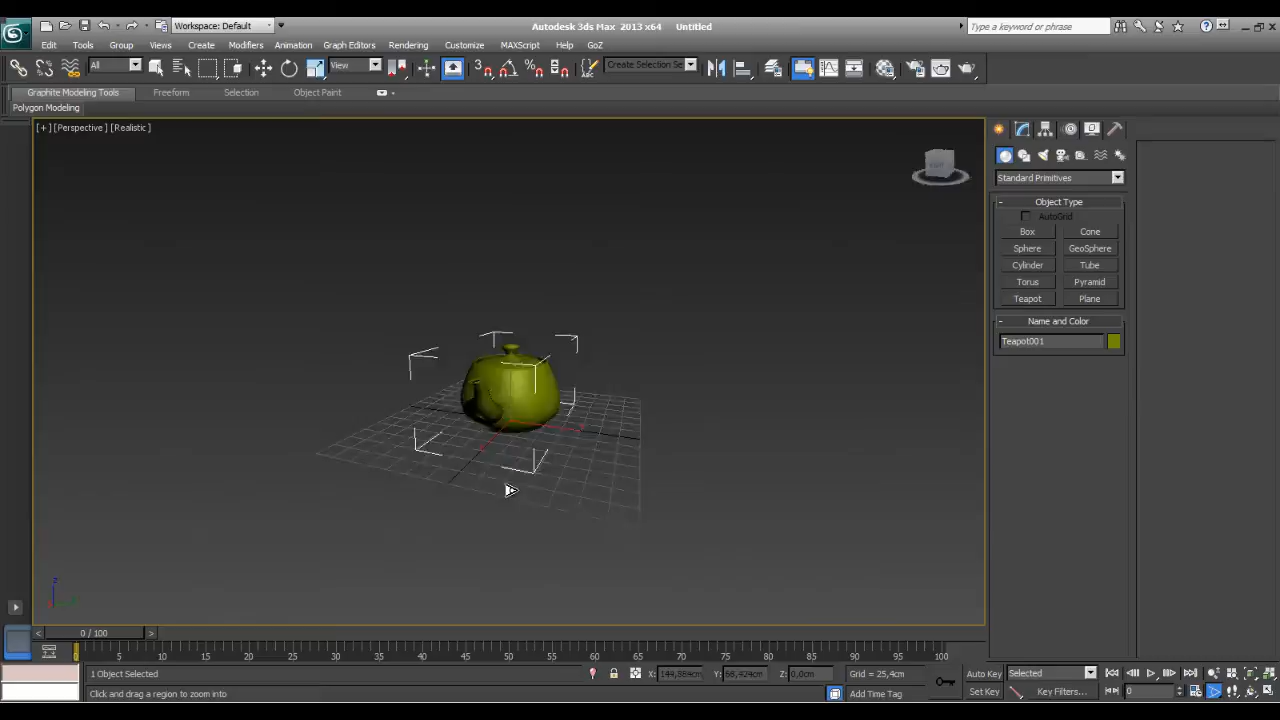 Workspace: Default
Autodesk 3ds Max 2013 x64 Untitled
Type a keyword or phrase
Edit Tools Group Views Create Modifiers Animation Graph Editors Rendering Customize MAXScript Help GoZ
All View Create Selection Se
Graphite Modeling Tools Freeform Selection Object Paint
Polygon Modeling
[+] [Perspective] [Realistic]
Standard Primitives
- Object Type
AutoGrid
Box Cone
Sphere GeoSphere
Cylinder Tube
Torus Pyramid
Teapot Plane
- Name and Color
Teapot001
z
< 0 / 100 >
5 10 15 20 25 30 35 40 45 50 55 60 65 70 75 80 85 90 95 100
1 Object Selected X: Y: Z: 0,0cm Grid = 25,4cm Auto Key Selected
Click and drag a region to zoom into Add Time Tag Set Key Key Filters... 0